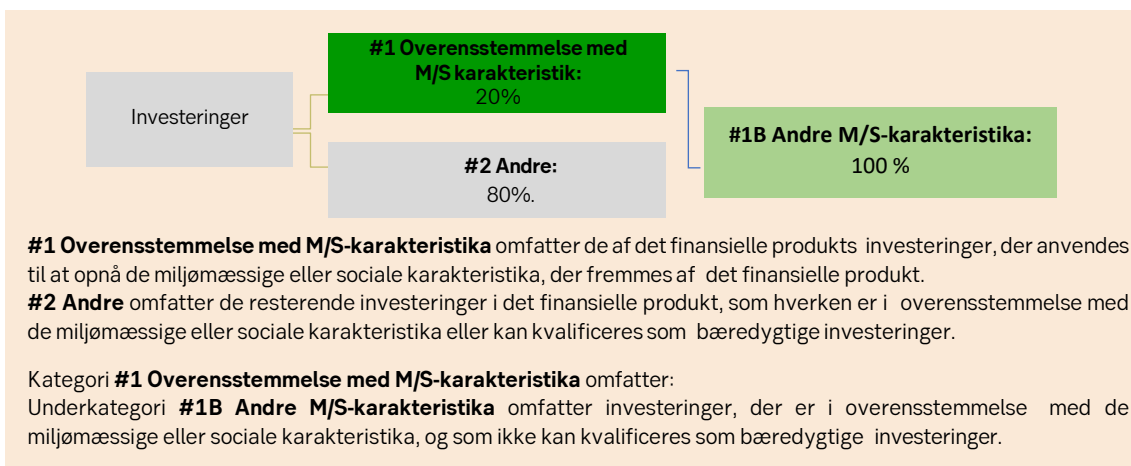 Investeringer
#1 Overensstemmelse med
M/S karakteristik:
20%
#2 Andre:
80%.
#1B Andre M/S-karakteristika:
100 %
#1 Overensstemmelse med M/S-karakteristika omfatter de af det finansielle produkts investeringer, der anvendes
til at opnå de miljømæssige eller sociale karakteristika, der fremmes af det finansielle produkt.
#2 Andre omfatter de resterende investeringer i det finansielle produkt, som hverken er i overensstemmelse med
de miljømæssige eller sociale karakteristika eller kan kvalificeres som bæredygtige investeringer.
Kategori #1 Overensstemmelse med M/S-karakteristika omfatter:
Underkategori #1B Andre M/S-karakteristika omfatter investeringer, der er i overensstemmelse med de
miljømæssige eller sociale karakteristika, og som ikke kan kvalificeres som bæredygtige investeringer.